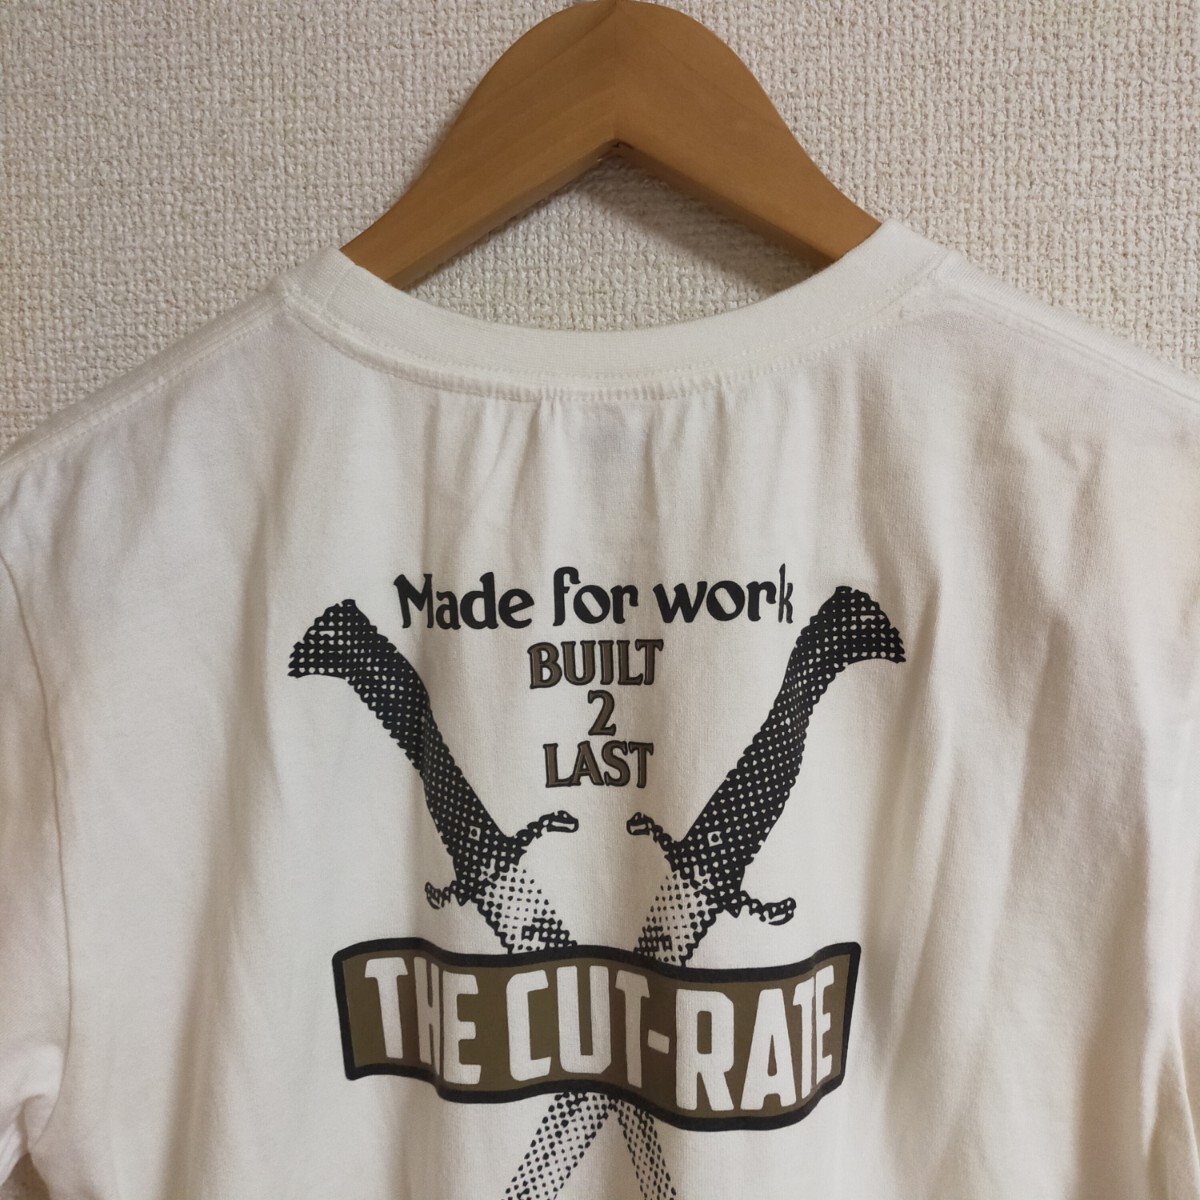 Made for work
BUILT
2
LAST
THE CUT-RATE